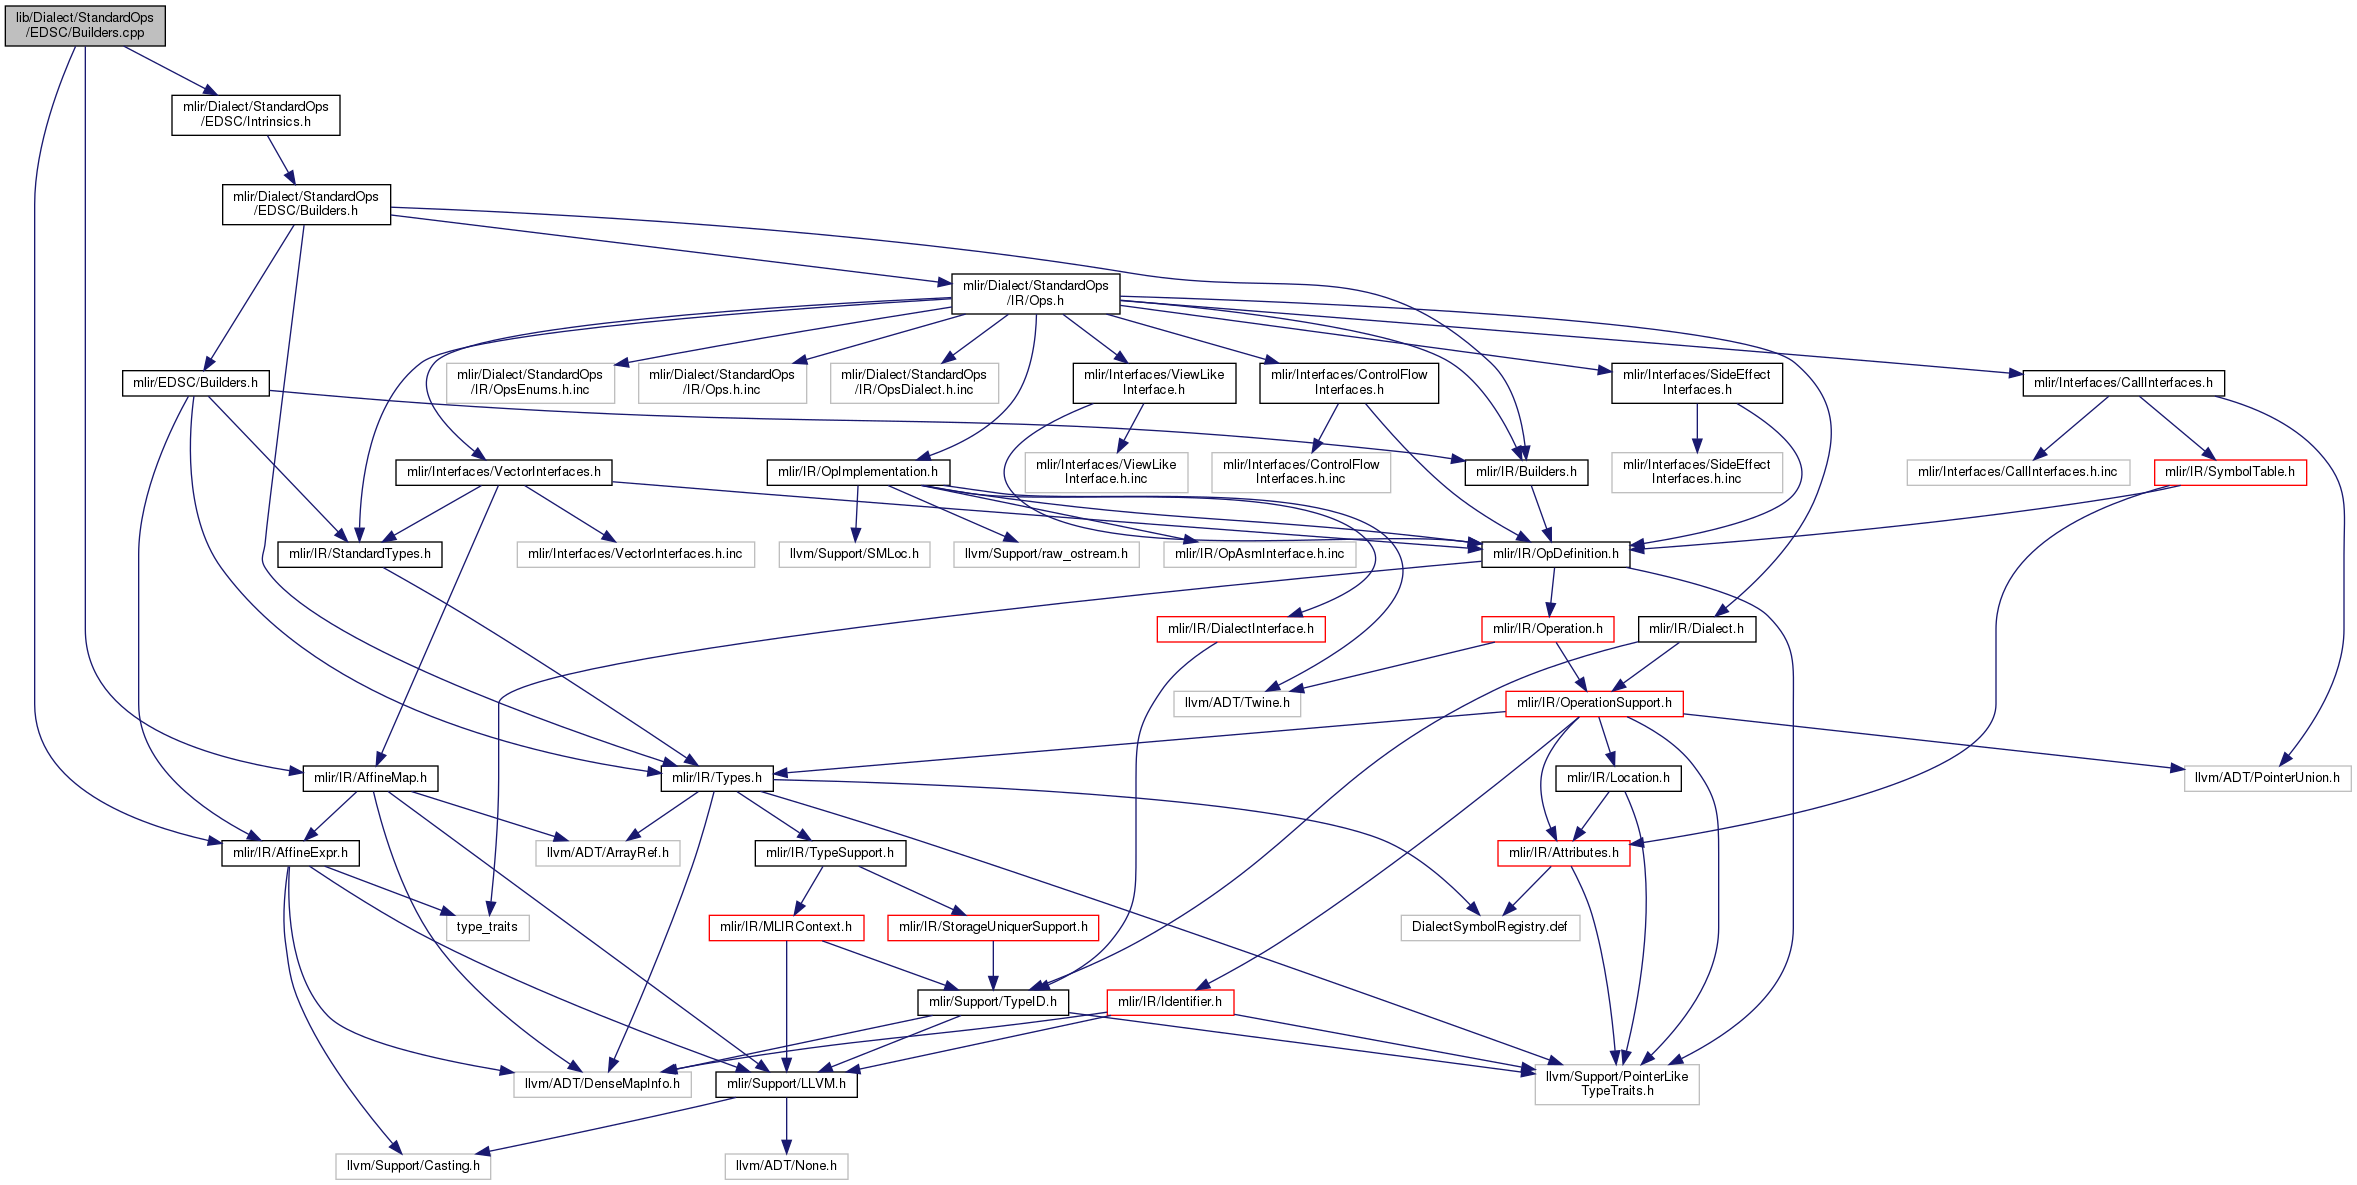 lib/Dialect/StandardOps
/EDSC/Builders.cpp
mlir/Dialect/StandardOps
/EDSC/Intrinsics.h
mlir/Dialect/StandardOps
/EDSC/Builders.h
mlir/Dialect/StandardOps
/IR/Ops.h
mlir/EDSC/Builders.h
mlir/Dialect/StandardOps
/IR/OpsEnums.h.inc
mlir/Dialect/StandardOps
/IR/Ops.h.inc
mlir/Dialect/StandardOps
/IR/OpsDialect.h.inc
mlir/Interfaces/ViewLike
Interface.h
mlir/Interfaces/ControlFlow
Interfaces.h
mlir/Interfaces/SideEffect
Interfaces.h
mlir/Interfaces/CallInterfaces.h
mlir/Interfaces/VectorInterfaces.h
mlir/IR/OpImplementation.h
mlir/Interfaces/ViewLike
Interface.h.inc
mlir/Interfaces/ControlFlow
Interfaces.h.inc
mlir/IR/Builders.h
mlir/Interfaces/SideEffect
Interfaces.h.inc
mlir/Interfaces/CallInterfaces.h.inc
mlir/IR/SymbolTable.h
mlir/IR/StandardTypes.h
mlir/Interfaces/VectorInterfaces.h.inc
llvm/Support/SMLoc.h
llvm/Support/raw_ostream.h
mlir/IR/OpAsmInterface.h.inc
mlir/IR/OpDefinition.h
mlir/IR/DialectInterface.h
mlir/IR/Operation.h
mlir/IR/Dialect.h
llvm/ADT/Twine.h
mlir/IR/OperationSupport.h
mlir/IR/AffineMap.h
mlir/IR/Types.h
mlir/IR/Location.h
llvm/ADT/PointerUnion.h
mlir/IR/AffineExpr.h
llvm/ADT/ArrayRef.h
mlir/IR/TypeSupport.h
mlir/IR/Attributes.h
type_traits
mlir/IR/MLIRContext.h
mlir/IR/StorageUniquerSupport.h
DialectSymbolRegistry.def
mlir/Support/TypeID.h
mlir/IR/Identifier.h
llvm/ADT/DenseMapInfo.h
mlir/Support/LLVM.h
llvm/Support/PointerLike
TypeTraits.h
llvm/Support/Casting.h
llvm/ADT/None.h